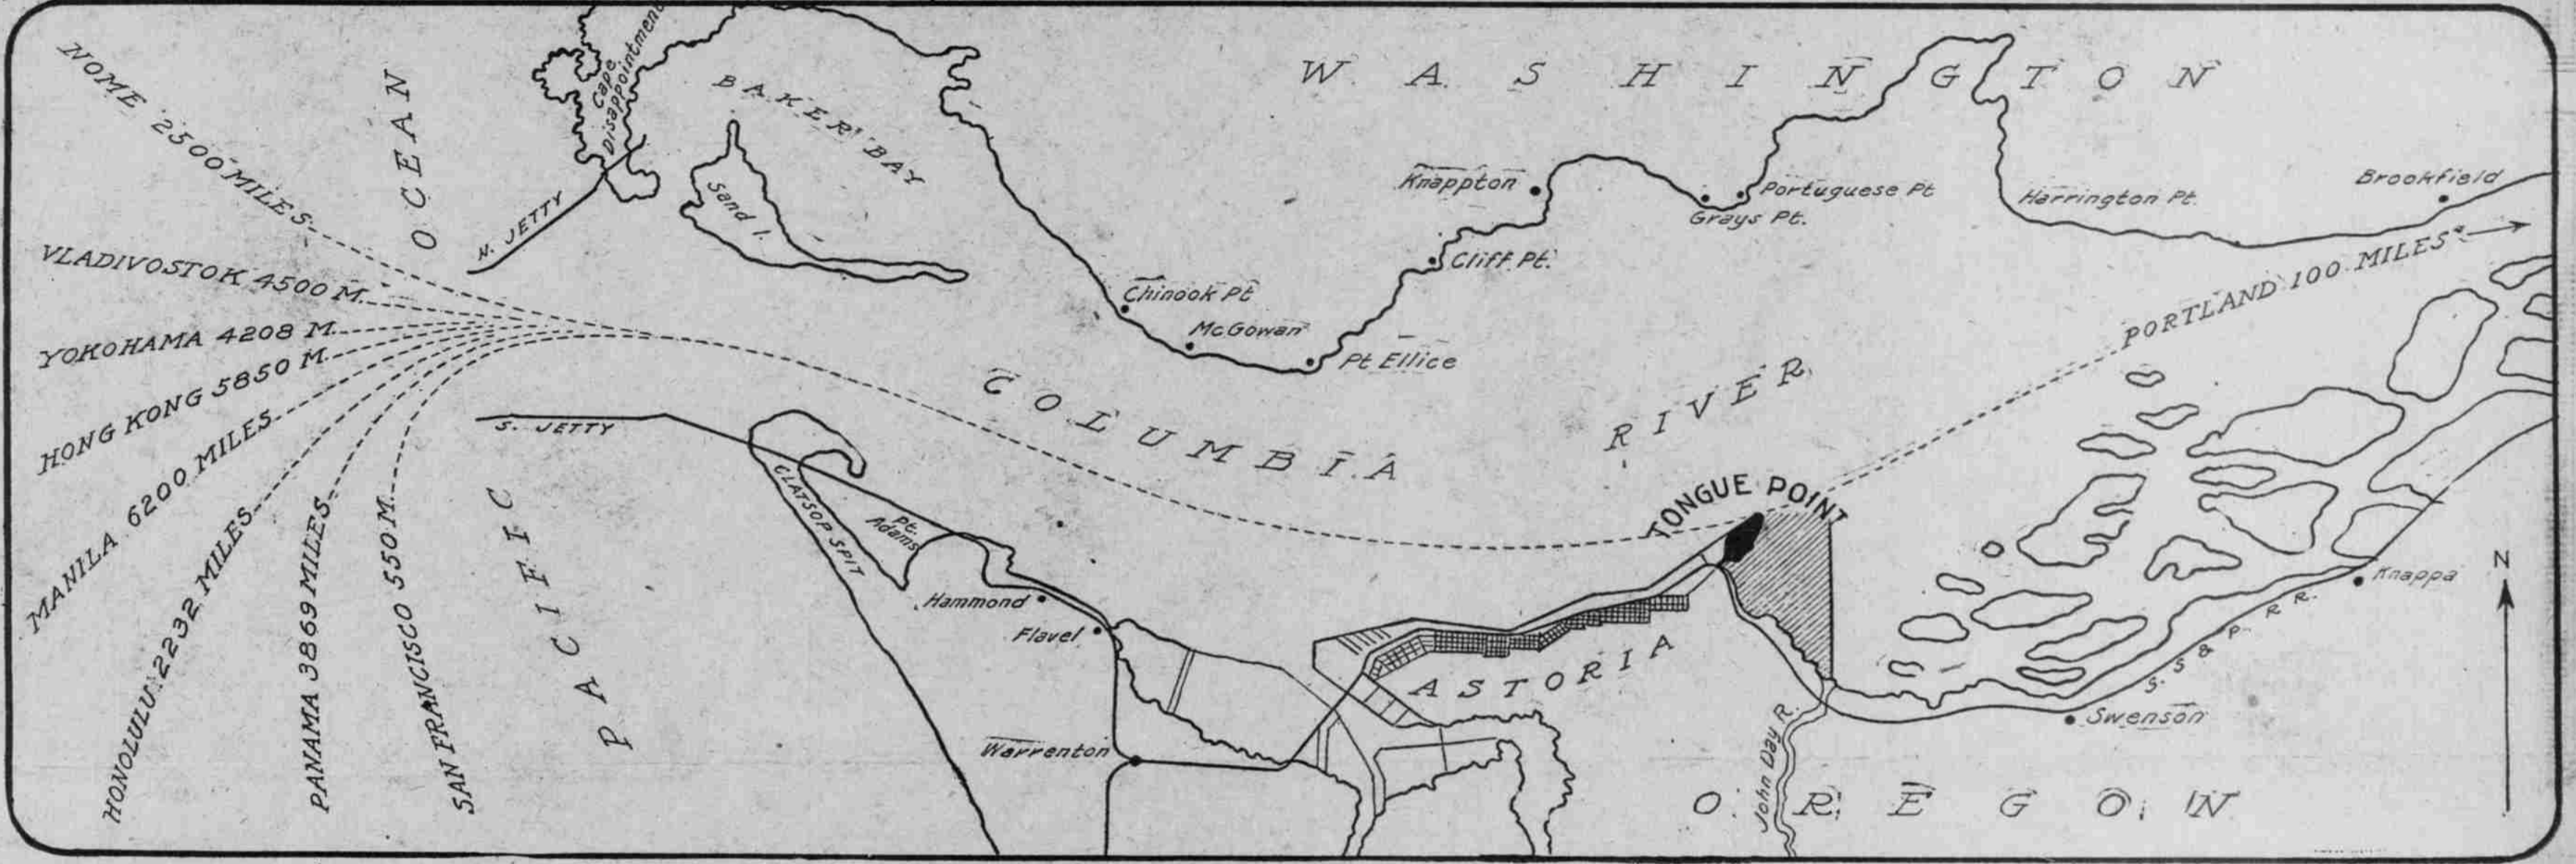 NOME 2500 MILES
VLADIVOSTOK 4500 M.
YOKOHAMA 4208 M.
HONG KONG 5850 M.
MANILA 6200 MILES
HONOLULU 2232 MILES
PANAMA 3869 MILES
SAN FRANCISCO 550 M.
PACIFIC
OCEAN
Cape
Disappointment
N. JETTY
BAKER BAY
Sand I.
S. JETTY
CLATSOP SPIT
Pt.
Adams
Hammond
Flavel
Warrenton
WASHINGTON
Chinook Pt
McGowan
Pt Ellice
Cliff Pt.
Knappton
Grays Pt.
Portuguese Pt
Harrington Pt.
Brookfield
PORTLAND 100 MILES
COLUMBIA
RIVER
TONGUE POINT
ASTORIA
John Day R.
S. S & P. R R.
Swenson
Knappa
OREGON
N